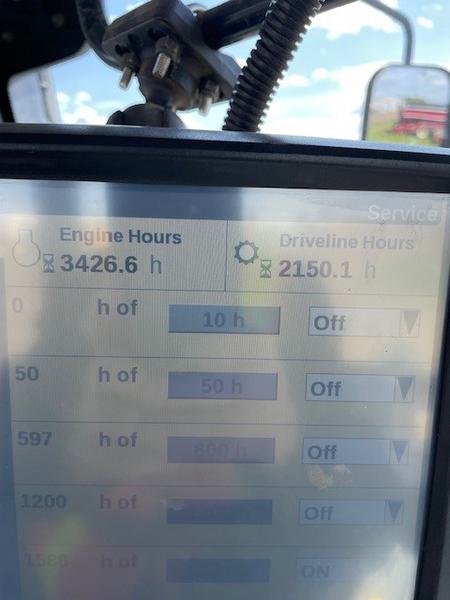 Service
Engine Hours
3426.6 h
Driveline Hours
2150.1 h
0 h of 10 h Off
50 h of 50 h Off
597 h of 600 h Off
1200 h of Off
1588 h of ON